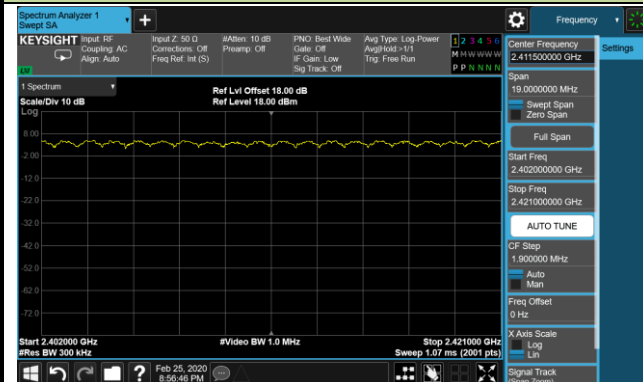 Spectrum Analyzer 1
Swept SA
Frequency
KEYSIGHT
Input: RF
Coupling: AC
Align: Auto
Input Z: 50 Ω
Corrections: Off
Freq Ref: Int (S)
#Atten: 10 dB
Preamp: Off
PNO: Best Wide
Gate: Off
IF Gain: Low
Sig Track: Off
Avg Type: Log-Power
Avg|Hold:>1/1
Trig: Free Run
1 2 3 4 5 6
M W W W W W
P P N N N N
1 Spectrum
Scale/Div 10 dB
Log
Ref Lvl Offset 18.00 dB
Ref Level 18.00 dBm
8.00
-2.00
-12.0
-22.0
-32.0
-42.0
-52.0
-62.0
-72.0
Start 2.402000 GHz
#Res BW 300 kHz
#Video BW 1.0 MHz
Stop 2.421000 GHz
Sweep 1.07 ms (2001 pts)
Feb 25, 2020
8:56:46 PM
Center Frequency
2.411500000 GHz
Settings
Span
19.0000000 MHz
Swept Span
Zero Span
Full Span
Start Freq
2.402000000 GHz
Stop Freq
2.421000000 GHz
AUTO TUNE
CF Step
1.900000 MHz
Auto
Man
Freq Offset
0 Hz
X Axis Scale
Log
Lin
Signal Track
(Span Zoom)